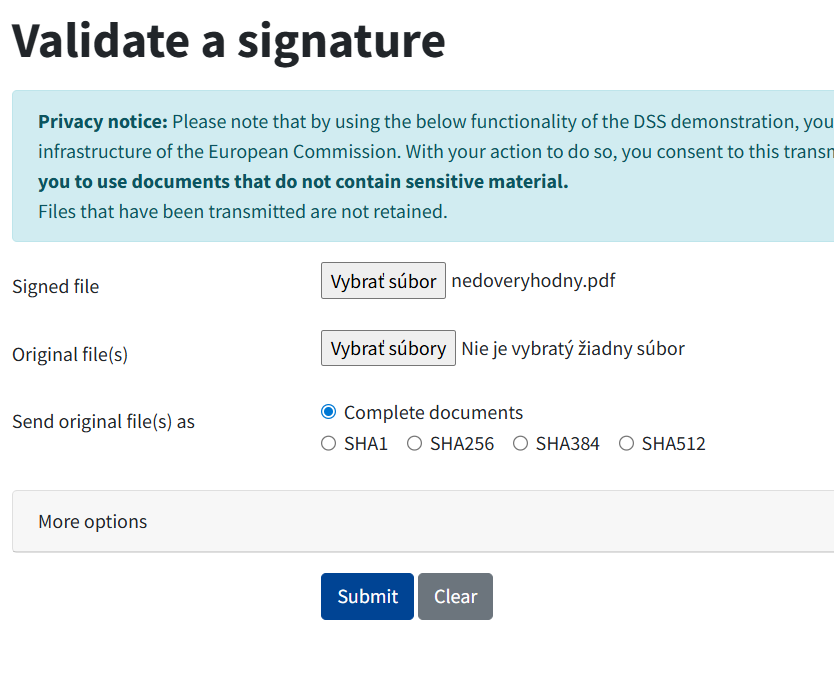 Validate a signature
Privacy notice: Please note that by using the below functionality of the DSS demonstration, you
infrastructure of the European Commission. With your action to do so, you consent to this transm
you to use documents that do not contain sensitive material.
Files that have been transmitted are not retained.
Signed file Vybrať súbor nedoveryhodny.pdf
Original file(s) Vybrať súbory Nie je vybratý žiadny súbor
Send original file(s) as Complete documents
SHA1 SHA256 SHA384 SHA512
More options
Submit Clear